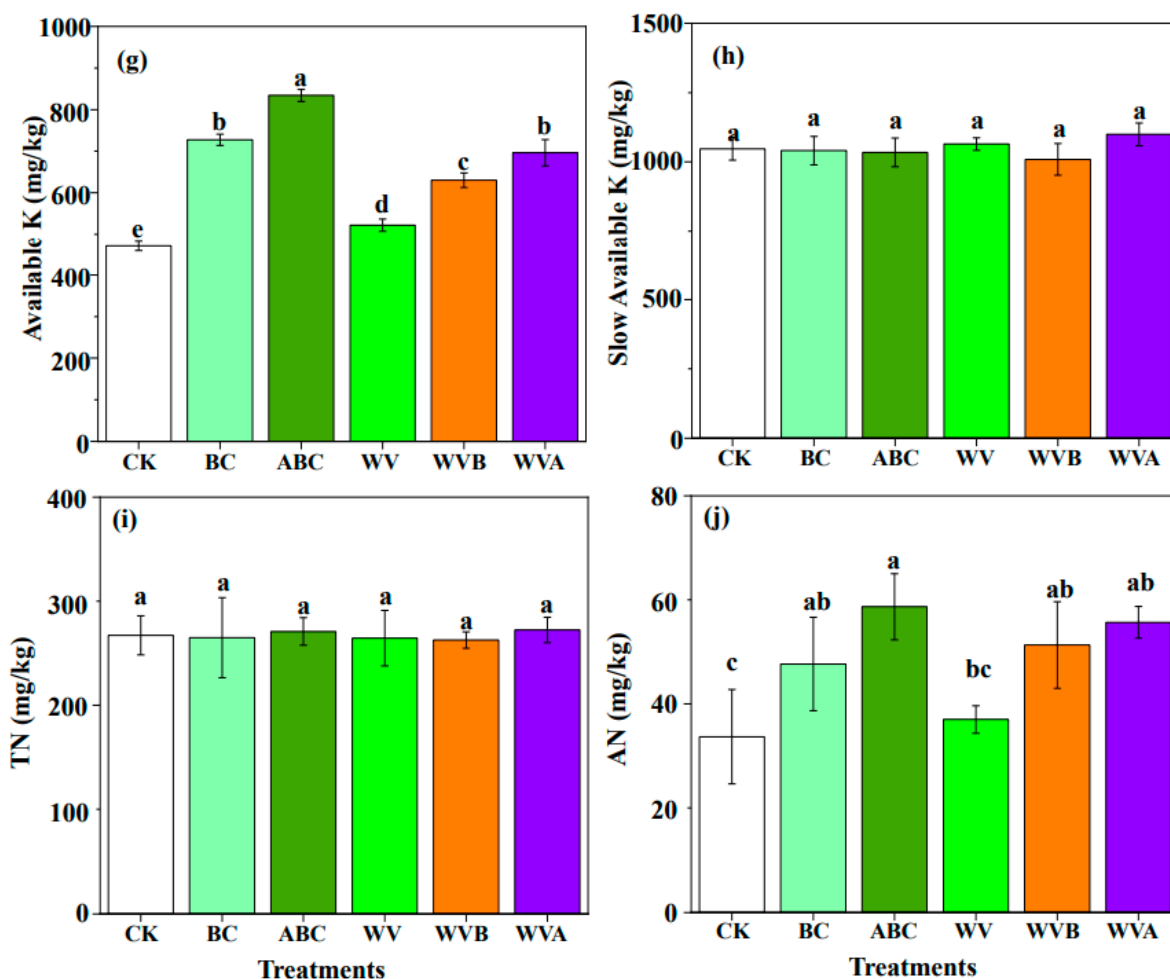 (g)
Available K (mg/kg)
1000
800
600
400
200
0
e
b
a
d
c
b
CK BC ABC WV WVB WVA
(h)
Slow Available K (mg/kg)
1500
1000
500
0
a
a
a
a
a
a
CK BC ABC WV WVB WVA
(i)
TN (mg/kg)
400
300
200
100
0
a
a
a
a
a
a
CK BC ABC WV WVB WVA
Treatments
(j)
AN (mg/kg)
80
60
40
20
0
c
ab
a
bc
ab
ab
CK BC ABC WV WVB WVA
Treatments